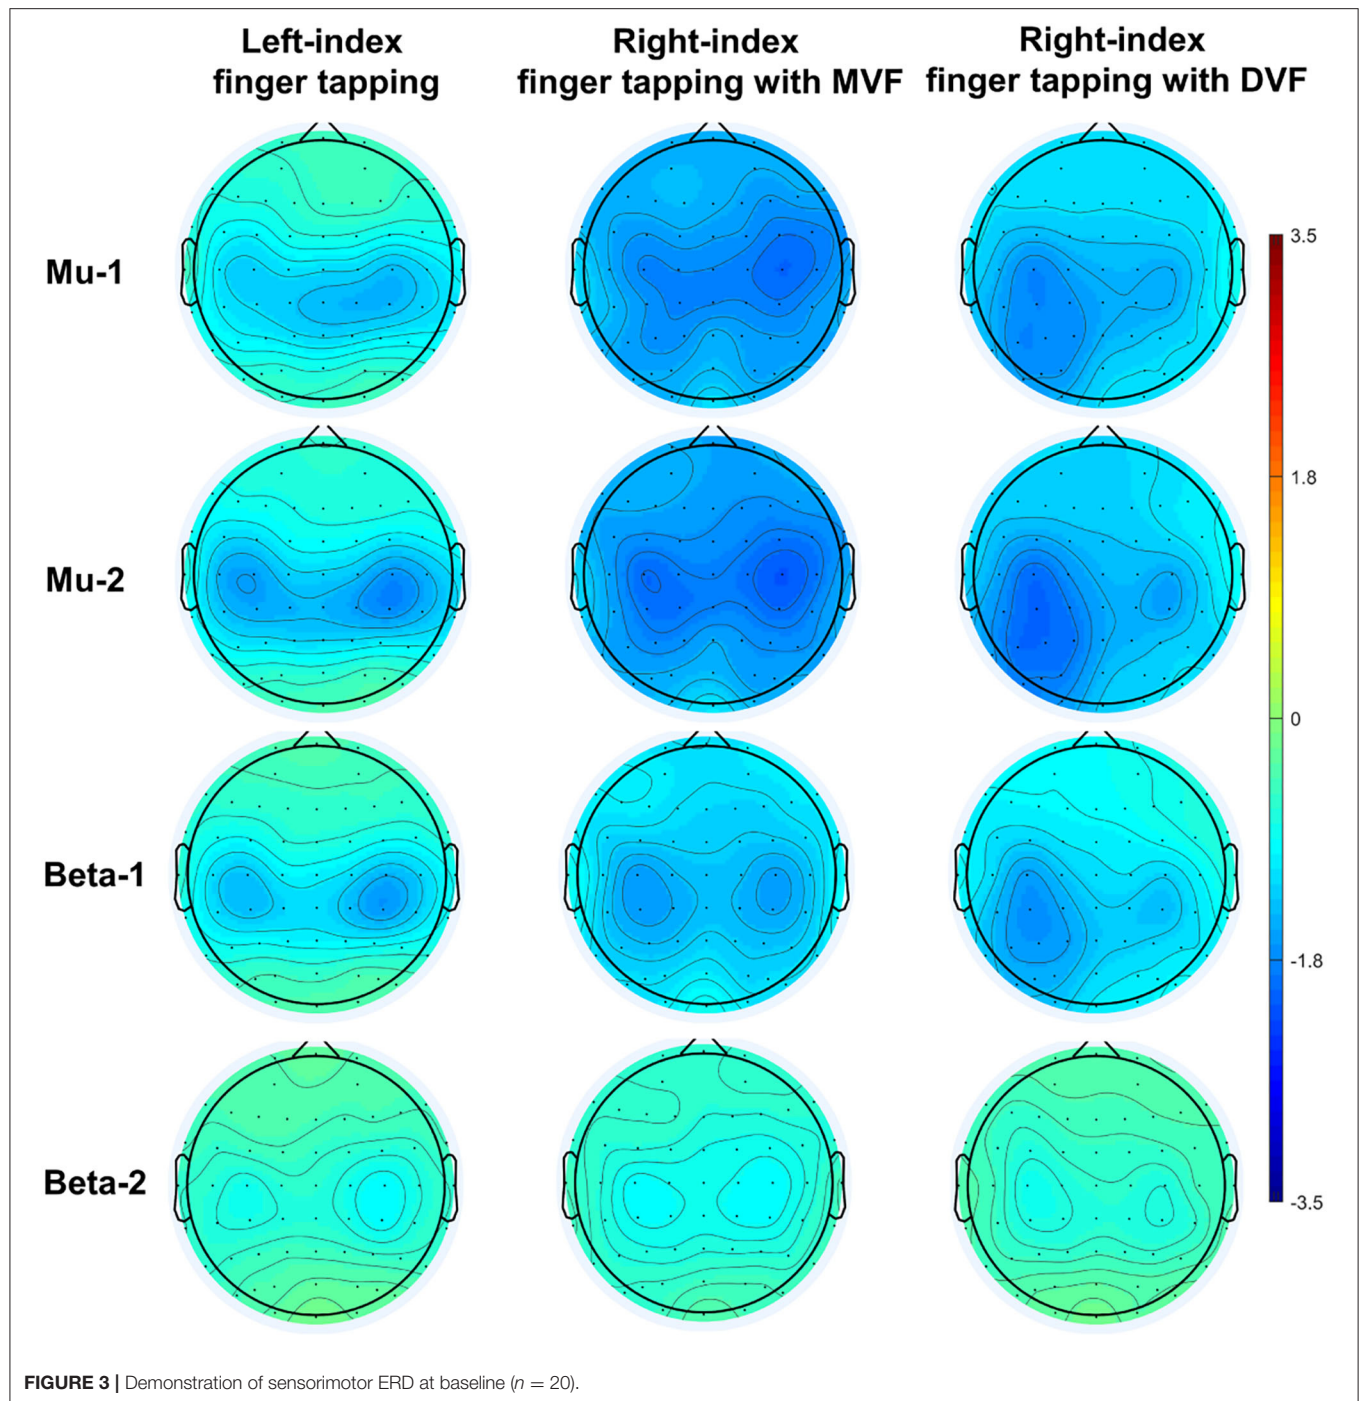 Left-index
finger tapping
Right-index
finger tapping with MVF
Right-index
finger tapping with DVF
Mu-1
Mu-2
Beta-1
Beta-2
3.5
1.8
0
-1.8
-3.5
FIGURE 3 | Demonstration of sensorimotor ERD at baseline (n = 20).